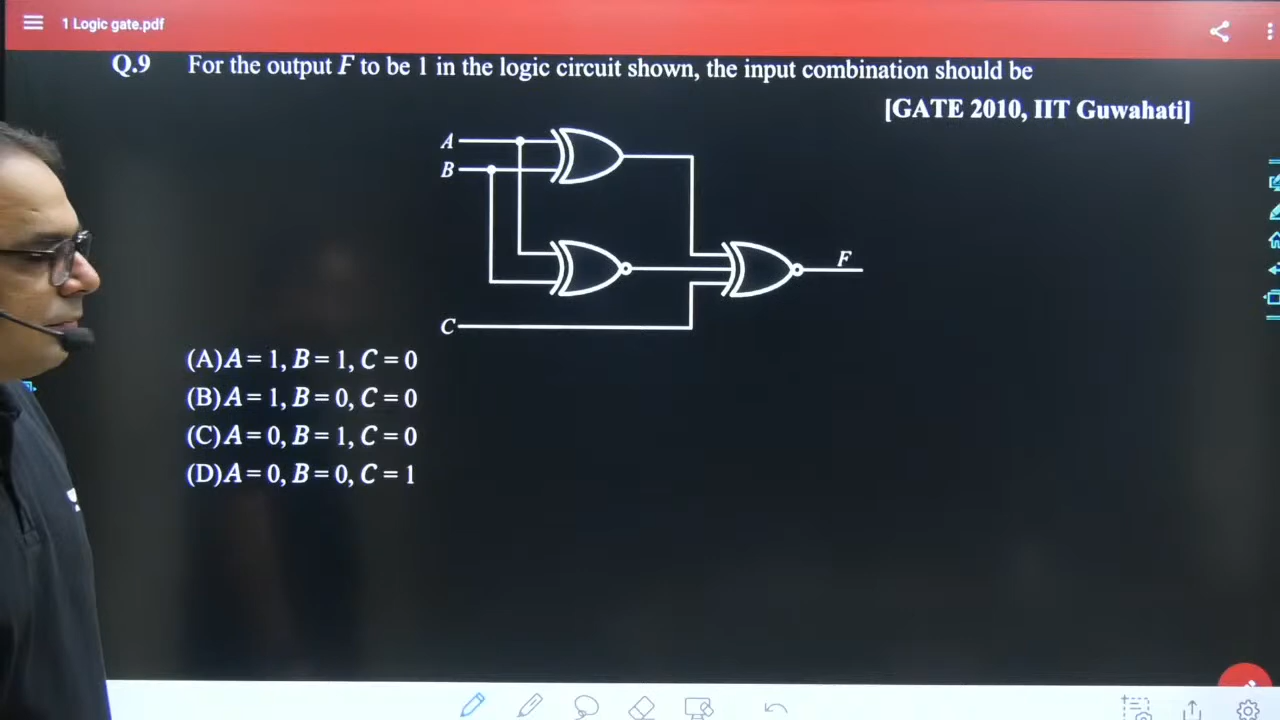 1 Logic gate.pdf
Q.9 For the output F to be 1 in the logic circuit shown, the input combination should be
[GATE 2010, IIT Guwahati]
A
B
F
C
(A) A = 1, B = 1, C = 0
(B) A = 1, B = 0, C = 0
(C) A = 0, B = 1, C = 0
(D) A = 0, B = 0, C = 1